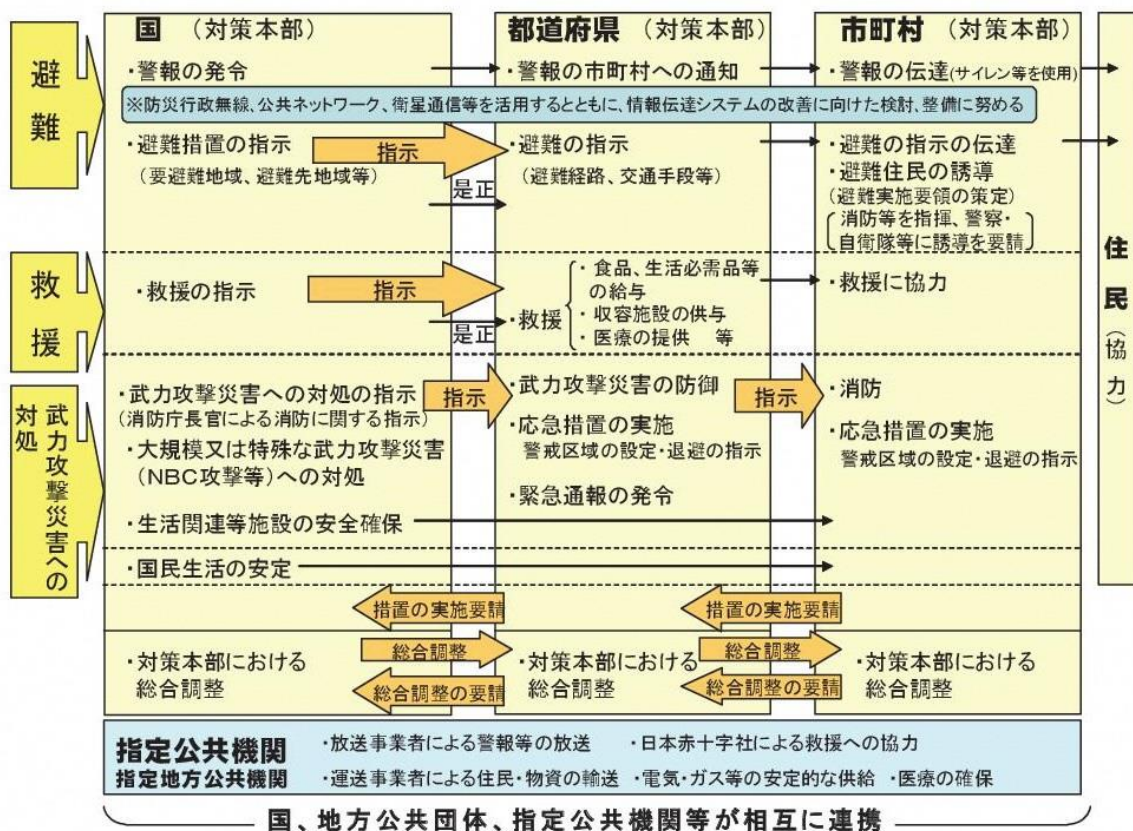 避難
国（対策本部）
都道府県（対策本部）
市町村（対策本部）
・警報の発令
・警報の市町村への通知
・警報の伝達(サイレン等を使用)
※防災行政無線、公共ネットワーク、衛星通信等を活用するとともに、情報伝達システムの改善に向けた検討、整備に努める
・避難措置の指示
(要避難地域、避難先地域等)
指示
是正
・避難の指示
(避難経路、交通手段等)
・避難の指示の伝達
・避難住民の誘導
(避難実施要領の策定)
消防等を指揮、警察・
自衛隊等に誘導を要請
救援
・救援の指示
指示
是正
・救援
・食品、生活必需品等
の給与
・収容施設の供与
・医療の提供　等
・救援に協力
武力攻撃災害への
対処
・武力攻撃災害への対処の指示
(消防庁長官による消防に関する指示)
・大規模又は特殊な武力攻撃災害
(NBC攻撃等)への対処
・生活関連等施設の安全確保
・国民生活の安定
指示
・武力攻撃災害の防御
・応急措置の実施
警戒区域の設定・退避の指示
・緊急通報の発令
指示
・消防
・応急措置の実施
警戒区域の設定・退避の指示
措置の実施要請
措置の実施要請
・対策本部における
総合調整
総合調整
総合調整の要請
・対策本部における
総合調整
総合調整
総合調整の要請
・対策本部における
総合調整
住民（協力）
指定公共機関
指定地方公共機関
・放送事業者による警報等の放送　・日本赤十字社による救援への協力
・運送事業者による住民・物資の輸送　・電気・ガス等の安定的な供給　・医療の確保
国、地方公共団体、指定公共機関等が相互に連携